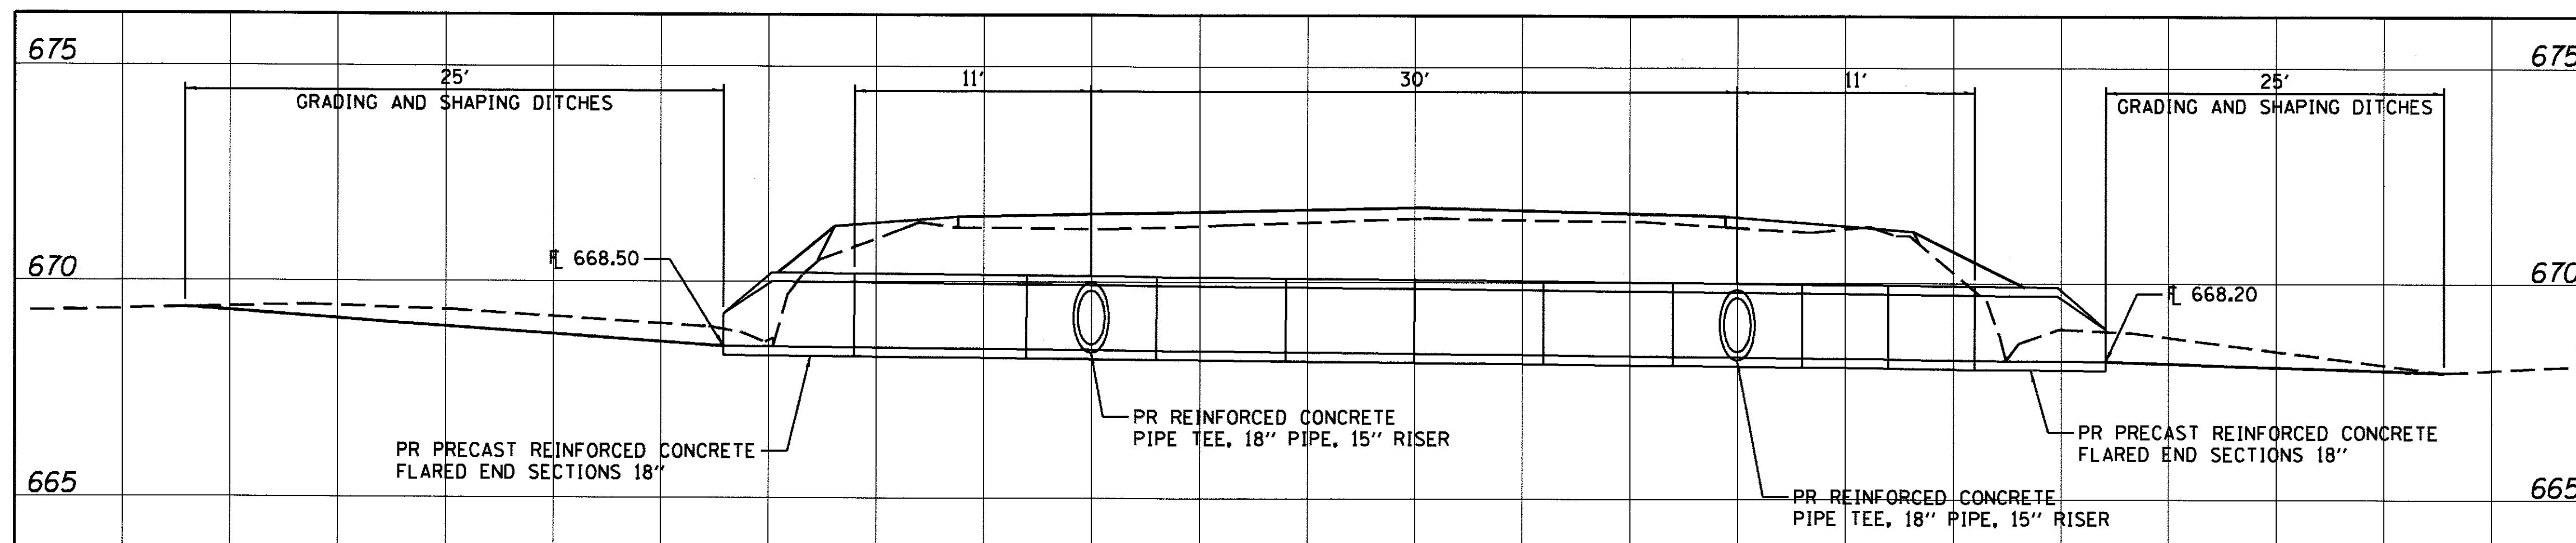 675 675
25' 11' 30' 11' 25'
GRADING AND SHAPING DITCHES GRADING AND SHAPING DITCHES
FL 668.50
670 670
FL 668.20
PR PRECAST REINFORCED CONCRETE
FLARED END SECTIONS 18"
PR REINFORCED CONCRETE
PIPE TEE, 18" PIPE, 15" RISER
PR PRECAST REINFORCED CONCRETE
FLARED END SECTIONS 18"
665 665
PR REINFORCED CONCRETE
PIPE TEE, 18" PIPE, 15" RISER